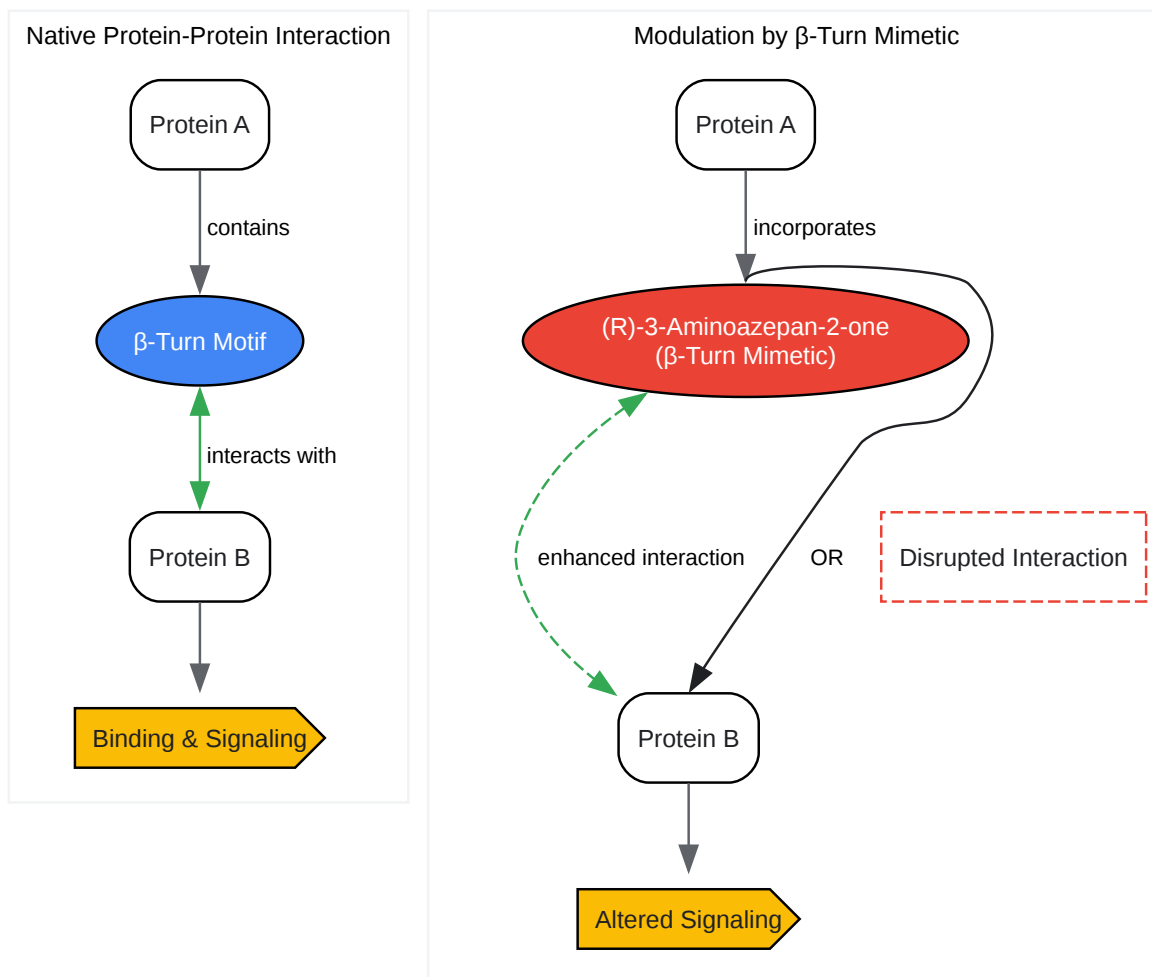 Native Protein-Protein Interaction
Protein A
contains
β-Turn Motif
interacts with
Protein B
Binding & Signaling
Modulation by β-Turn Mimetic
Protein A
incorporates
(R)-3-Aminoazepan-2-one
(β-Turn Mimetic)
enhanced interaction
OR
Disrupted Interaction
Protein B
Altered Signaling